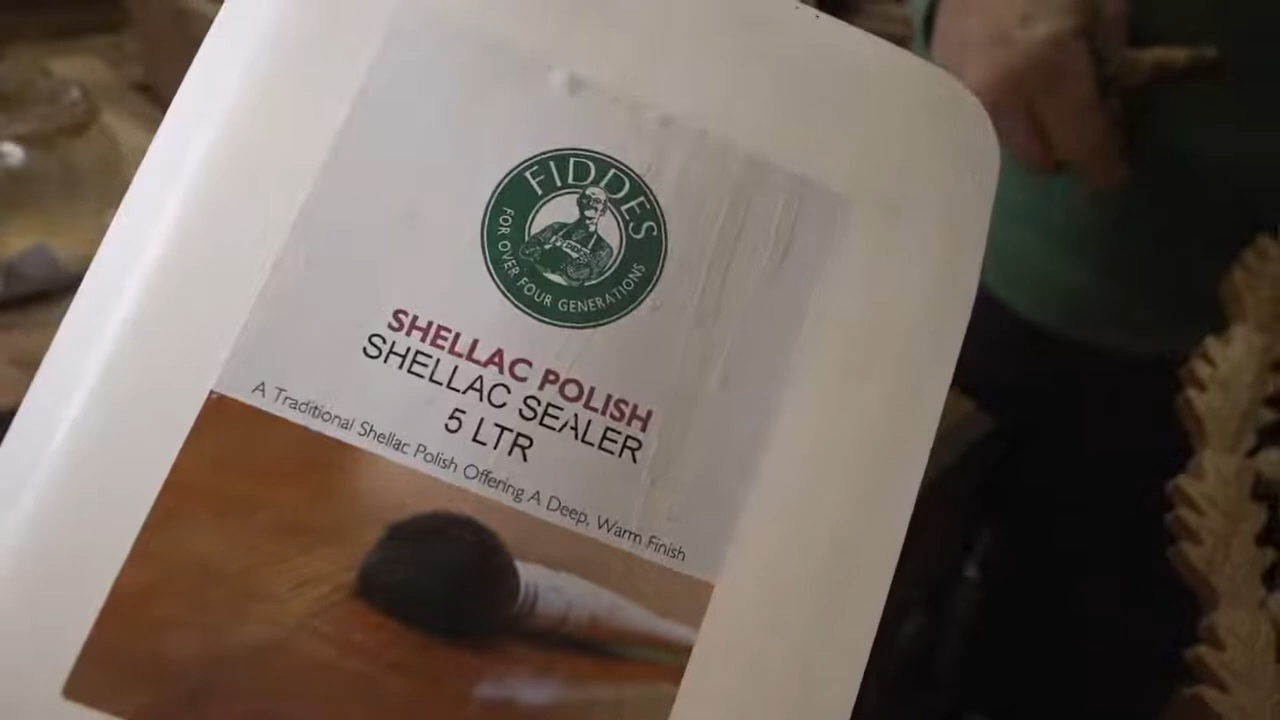 FIDDES
FOR OVER FOUR GENERATIONS
SHELLAC POLISH
SHELLAC SEALER
5 LTR
A Traditional Shellac Polish Offering A Deep, Warm Finish